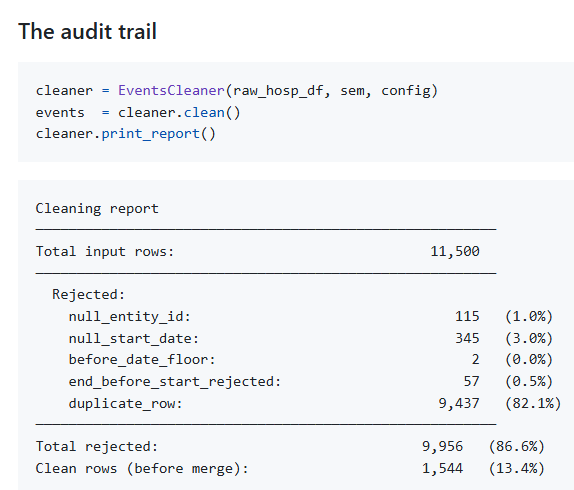 The audit trail
cleaner = EventsCleaner(raw_hosp_df, sem, config)
events  = cleaner.clean()
cleaner.print_report()
Cleaning report
Total input rows: 11,500
Rejected:
null_entity_id: 115 (1.0%)
null_start_date: 345 (3.0%)
before_date_floor: 2 (0.0%)
end_before_start_rejected: 57 (0.5%)
duplicate_row: 9,437 (82.1%)
Total rejected: 9,956 (86.6%)
Clean rows (before merge): 1,544 (13.4%)